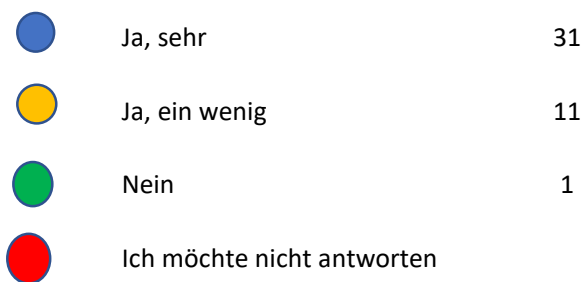 Ja, sehr 31
Ja, ein wenig 11
Nein 1
Ich möchte nicht antworten